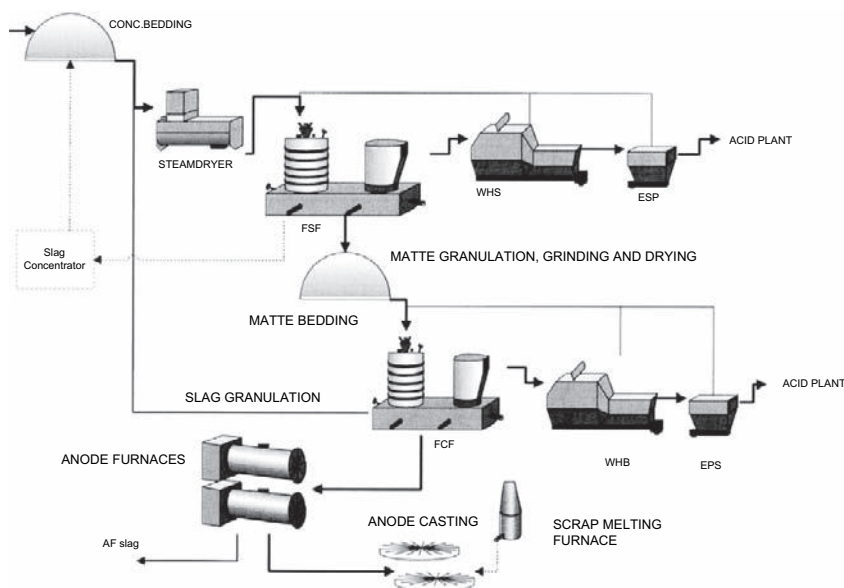 CONC.BEDDING
STEAMDRYER
ACID PLANT
WHS
ESP
FSF
Slag
Concentrator
MATTE GRANULATION, GRINDING AND DRYING
MATTE BEDDING
SLAG GRANULATION
ACID PLANT
FCF
WHB
EPS
ANODE FURNACES
ANODE CASTING
SCRAP MELTING
FURNACE
AF slag